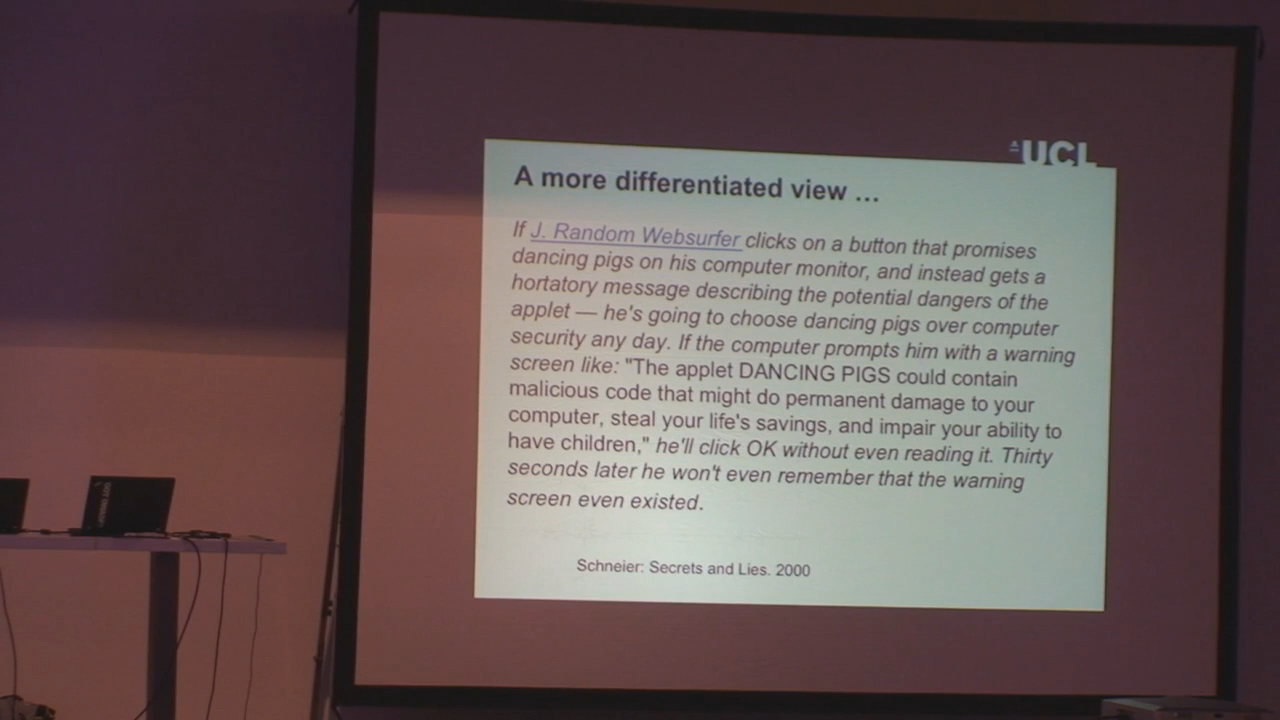 UCL
A more differentiated view ...
If J. Random Websurfer clicks on a button that promises
dancing pigs on his computer monitor, and instead gets a
hortatory message describing the potential dangers of the
applet — he's going to choose dancing pigs over computer
security any day. If the computer prompts him with a warning
screen like: "The applet DANCING PIGS could contain
malicious code that might do permanent damage to your
computer, steal your life's savings, and impair your ability to
have children," he'll click OK without even reading it. Thirty
seconds later he won't even remember that the warning
screen even existed.
Schneier: Secrets and Lies. 2000